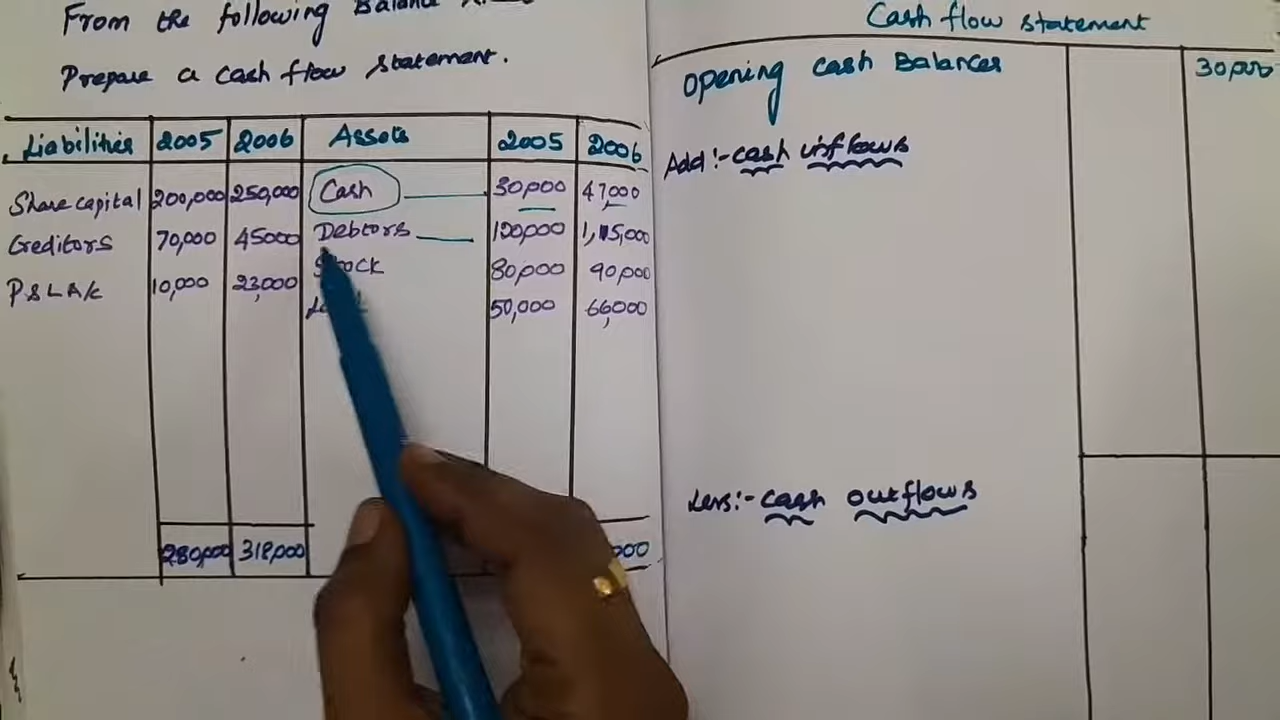 From the following Balance
Prepare a cash flow statement.
Liabilities 2005 2006 Assets 2005 2006
Share capital 200,000 250,000 Cash 30,000 47,000
Creditors 70,000 45000 Debtors 1,15,000
P&L A/c 10,000 23,000 Stock 80,000 90,000
50,000 66,000
280,000 318,000
Cash flow statement
Opening cash Balances 30,000
Add:- cash inflows
Less:- cash outflows